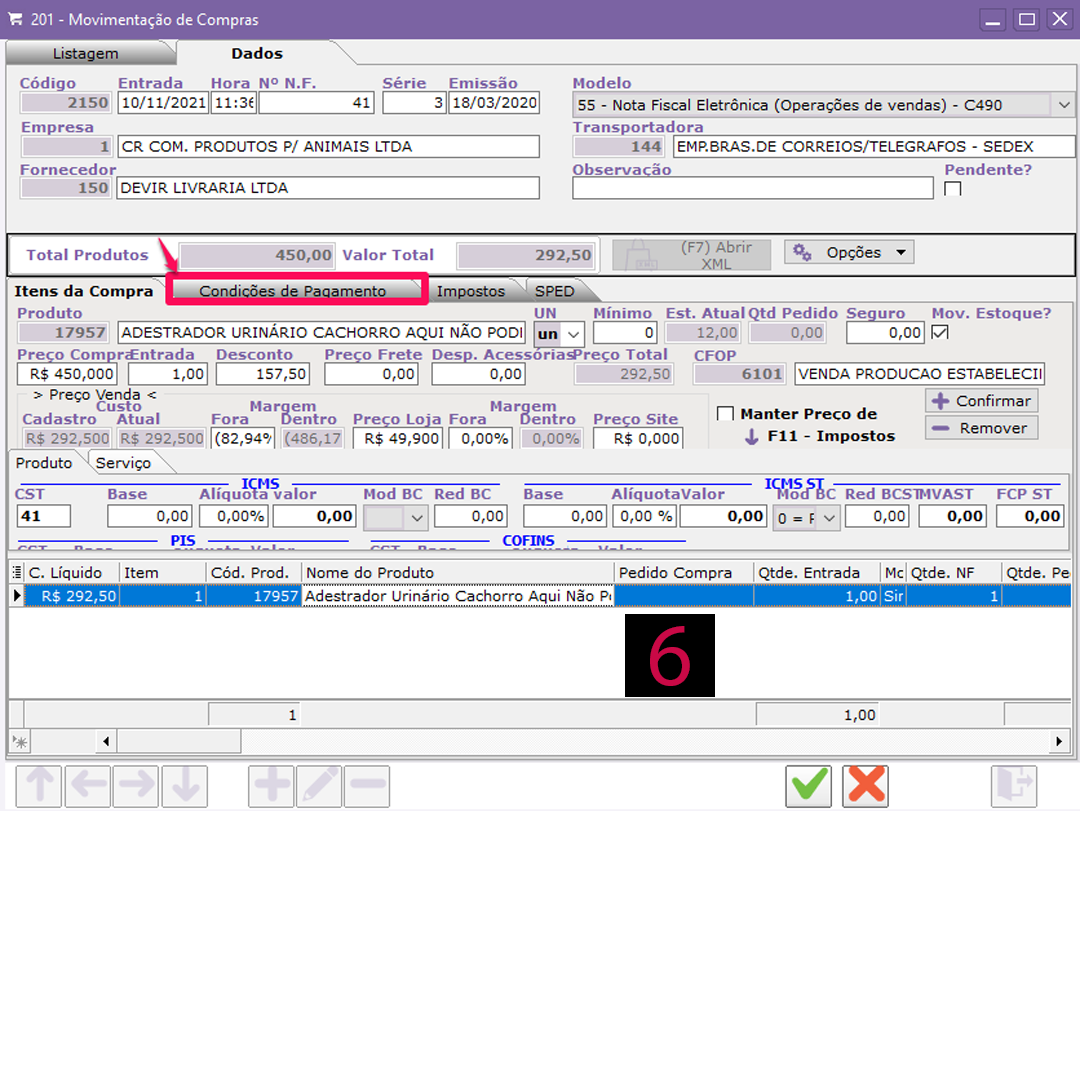 201 - Movimentação de Compras
Listagem Dados
Código Entrada Hora Nº N.F. Série Emissão Modelo
2150 10/11/2021 11:36 41 3 18/03/2020 55 - Nota Fiscal Eletrônica (Operações de vendas) - C490
Empresa Transportadora
1 CR COM. PRODUTOS P/ ANIMAIS LTDA 144 EMP.BRAS.DE CORREIOS/TELEGRAFOS - SEDEX
Fornecedor Observação Pendente?
150 DEVIR LIVRARIA LTDA
Total Produtos 450,00 Valor Total 292,50 (F7) Abrir XML Opções
Itens da Compra Condições de Pagamento Impostos SPED
Produto UN Mínimo Est. Atual Qtd Pedido Seguro Mov. Estoque?
17957 ADESTRADOR URINÁRIO CACHORRO AQUI NÃO PODI un 0 12,00 0,00 0,00
Preço Compra Entrada Desconto Preço Frete Desp. Acessórias Preço Total CFOP
R$ 450,000 1,00 157,50 0,00 0,00 292,50 6101 VENDA PRODUCAO ESTABELECII
> Preço Venda < Confirmar
Custo Margem Margem Manter Preço de
Cadastro Atual Fora Dentro Preço Loja Fora Dentro Preço Site
R$ 292,500 R$ 292,500 (82,94% (486,17 R$ 49,900 0,00% 0,00% R$ 0,000 F11 - Impostos Remover
Produto Serviço
ICMS ICMS ST
CST Base Alíquota valor Mod BC Red BC Base Alíquota Valor Mod BC Red BCST MVAST FCP ST
41 0,00 0,00% 0,00 0,00 0,00 0,00 % 0,00 0 = F 0,00 0,00 0,00
PIS COFINS
C. Líquido Item Cód. Prod. Nome do Produto Pedido Compra Qtde. Entrada Mc Qtde. NF Qtde. Pe
R$ 292,50 1 17957 Adestrador Urinário Cachorro Aqui Não P 1,00 Sir 1
6
1 1,00